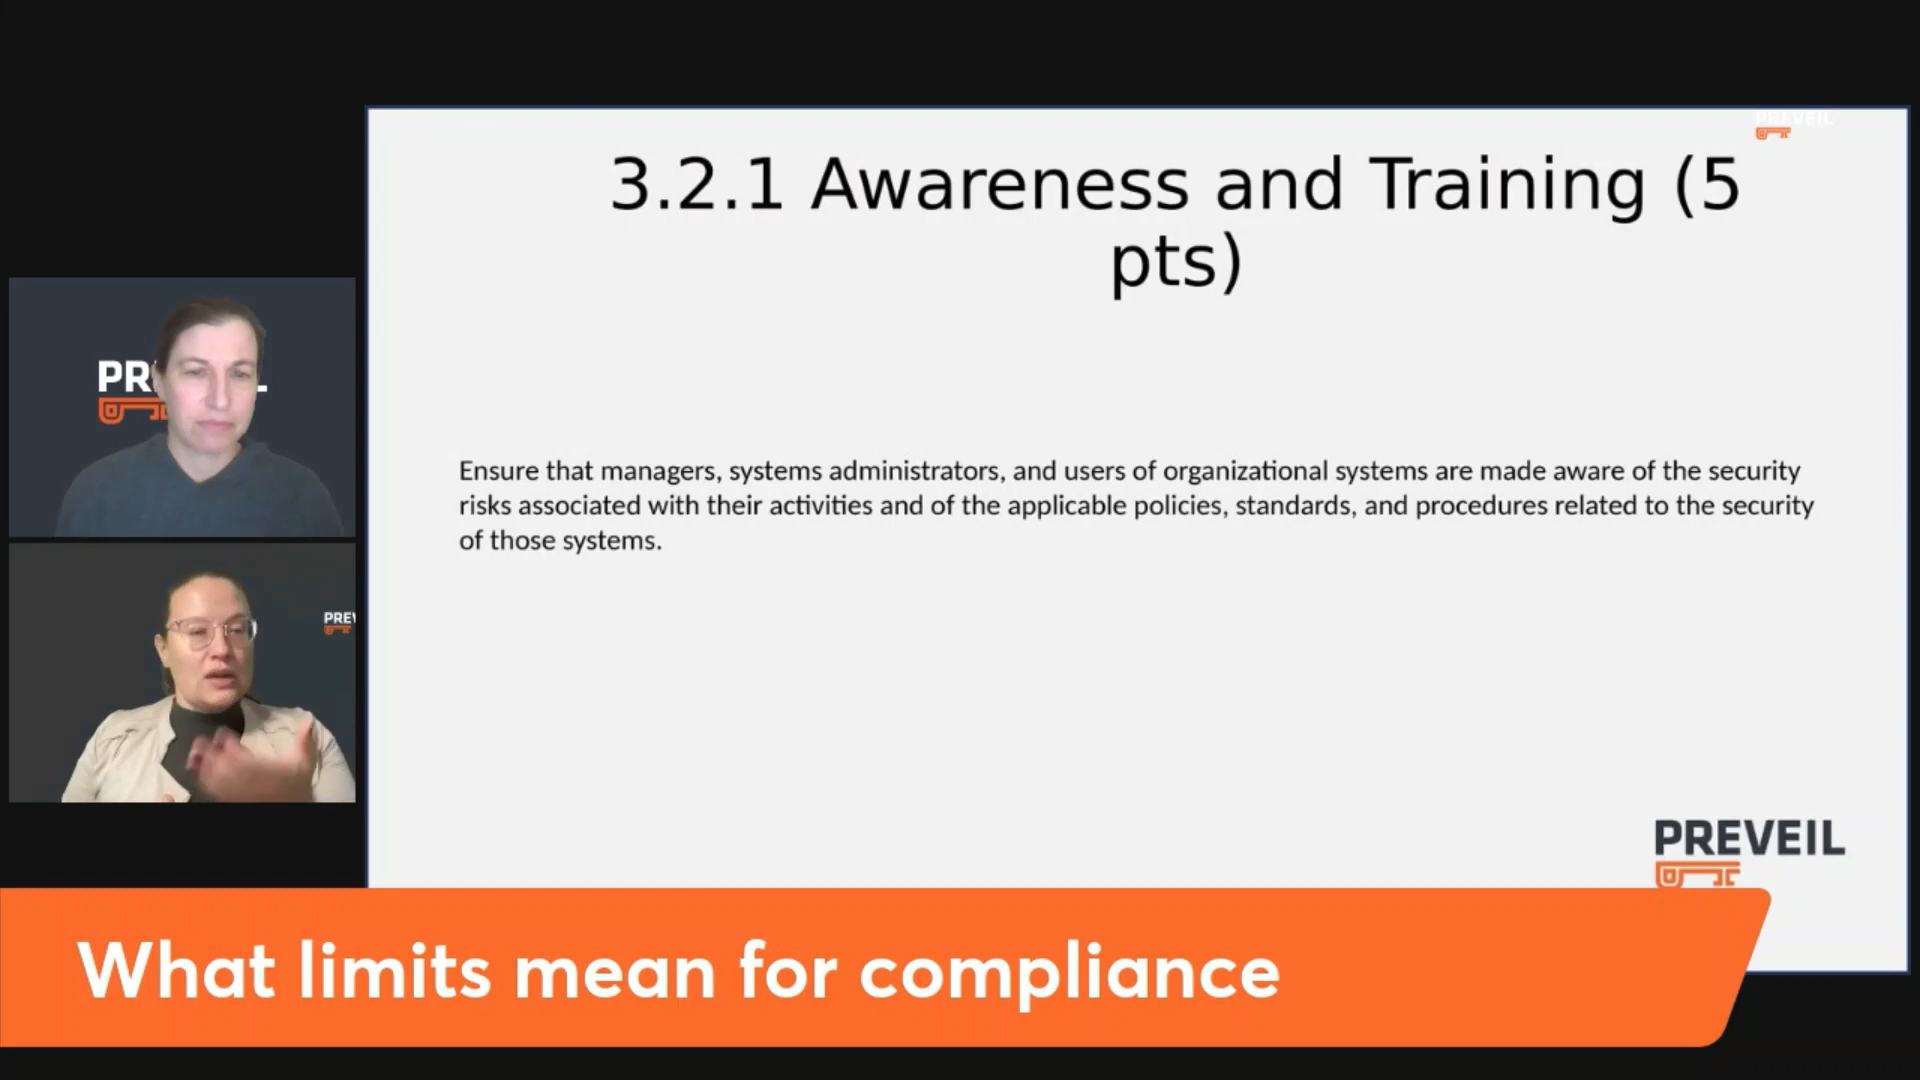 PREVEIL
3.2.1 Awareness and Training (5
pts)
PR L
Ensure that managers, systems administrators, and users of organizational systems are made aware of the security
risks associated with their activities and of the applicable policies, standards, and procedures related to the security
of those systems.
PREV
PREVEIL
What limits mean for compliance